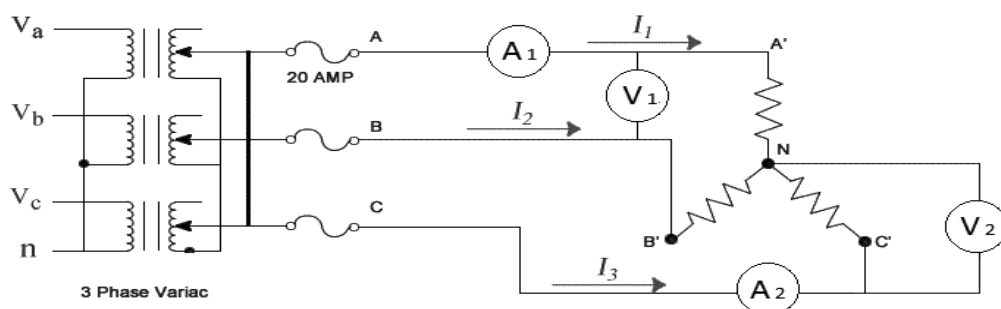 Va
Vb
Vc
n
3 Phase Variac
20 AMP
A
B
C
A1
I1
A'
V1
I2
N
B'
C'
V2
I3
A2